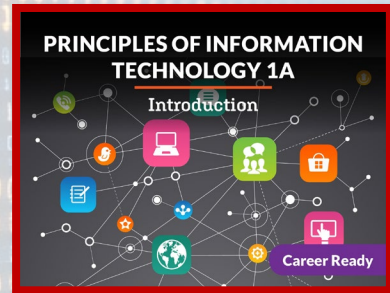 PRINCIPLES OF INFORMATION
TECHNOLOGY 1A
Introduction
Career Ready